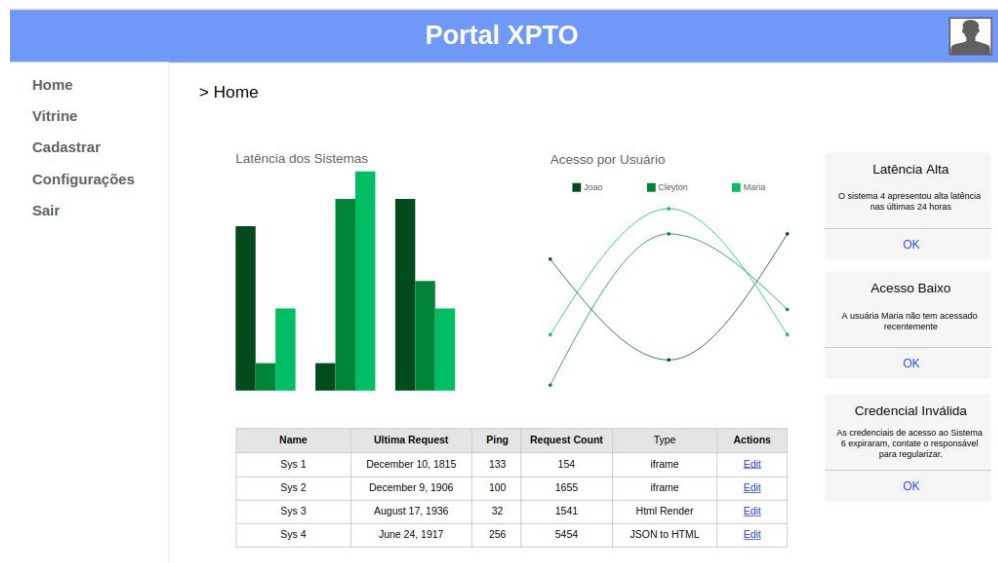 Portal XPTO
Home
Vitrine
Cadastrar
Configurações
Sair
> Home
Latência dos Sistemas
Acesso por Usuário
Joao Cleyton Maria
Name Ultima Request Ping Request Count Type Actions
Sys 1 December 10, 1815 133 154 iframe Edit
Sys 2 December 9, 1906 100 1655 iframe Edit
Sys 3 August 17, 1936 32 1541 Html Render Edit
Sys 4 June 24, 1917 256 5454 JSON to HTML Edit
Latência Alta
O sistema 4 apresentou alta latência
nas últimas 24 horas
OK
Acesso Baixo
A usuária Maria não tem acessado
recentemente
OK
Credencial Inválida
As credenciais de acesso ao Sistema
6 expiraram, contate o responsável
para regularizar.
OK